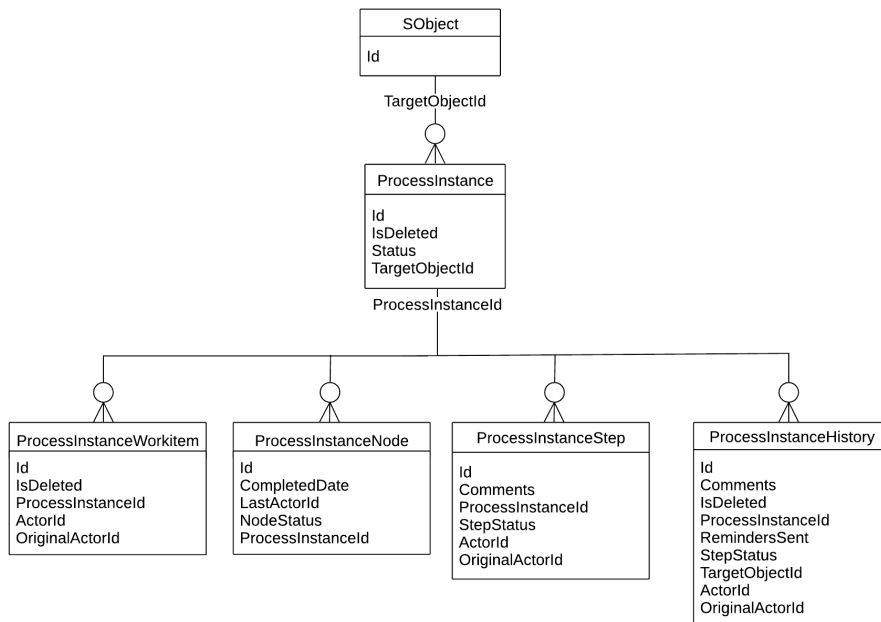 SObject
Id
TargetObjectId
ProcessInstance
Id
IsDeleted
Status
TargetObjectId
ProcessInstanceId
ProcessInstanceWorkitem
Id
IsDeleted
ProcessInstanceId
ActorId
OriginalActorId
ProcessInstanceNode
Id
CompletedDate
LastActorId
NodeStatus
ProcessInstanceId
ProcessInstanceStep
Id
Comments
ProcessInstanceId
StepStatus
ActorId
OriginalActorId
ProcessInstanceHistory
Id
Comments
IsDeleted
ProcessInstanceId
RemindersSent
StepStatus
TargetObjectId
ActorId
OriginalActorId